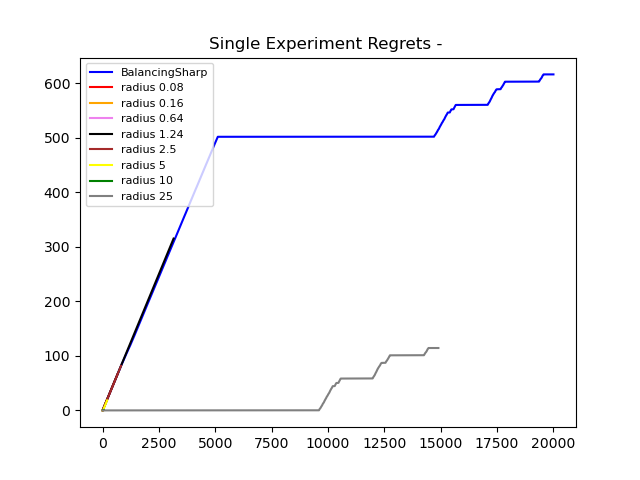 Single Experiment Regrets -
BalancingSharp
radius 0.08
radius 0.16
radius 0.64
radius 1.24
radius 2.5
radius 5
radius 10
radius 25
600
500
400
300
200
100
0
0 2500 5000 7500 10000 12500 15000 17500 20000